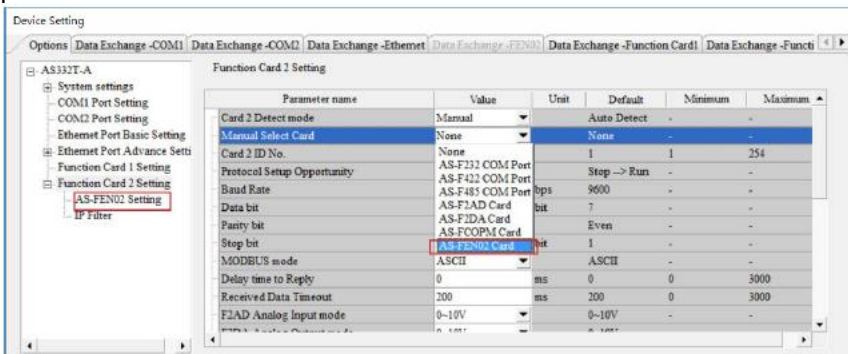 Device Setting
Options Data Exchange -COM1 Data Exchange -COM2 Data Exchange -Ethernet Data Exchange -FEN02 Data Exchange -Function Card1 Data Exchange -Functi
AS332T-A
System settings
COM1 Port Setting
COM2 Port Setting
Ethernet Port Basic Setting
Ethernet Port Advance Setti
Function Card 1 Setting
Function Card 2 Setting
AS-FEN02 Setting
IP Filter
Function Card 2 Setting
Parameter name Value Unit Default Minimum Maximum
Card 2 Detect mode Manual Auto Detect - -
Manual Select Card None None - -
Card 2 ID No. 1 1 254
Protocol Setup Opportunity Stop --> Run - -
Baud Rate bps 9600 - -
Data bit bit 7 - -
Parity bit Even - -
Stop bit bit 1 - -
None
AS-F232 COM Port
AS-F422 COM Port
AS-F485 COM Port
AS-F2AD Card
AS-F2DA Card
AS-FCOPM Card
AS-FEN02 Card
MODBUS mode ASCII ASCII - -
Delay time to Reply 0 ms 0 0 3000
Received Data Timeout 200 ms 200 0 3000
F2AD Analog Input mode 0~10V 0~10V - -